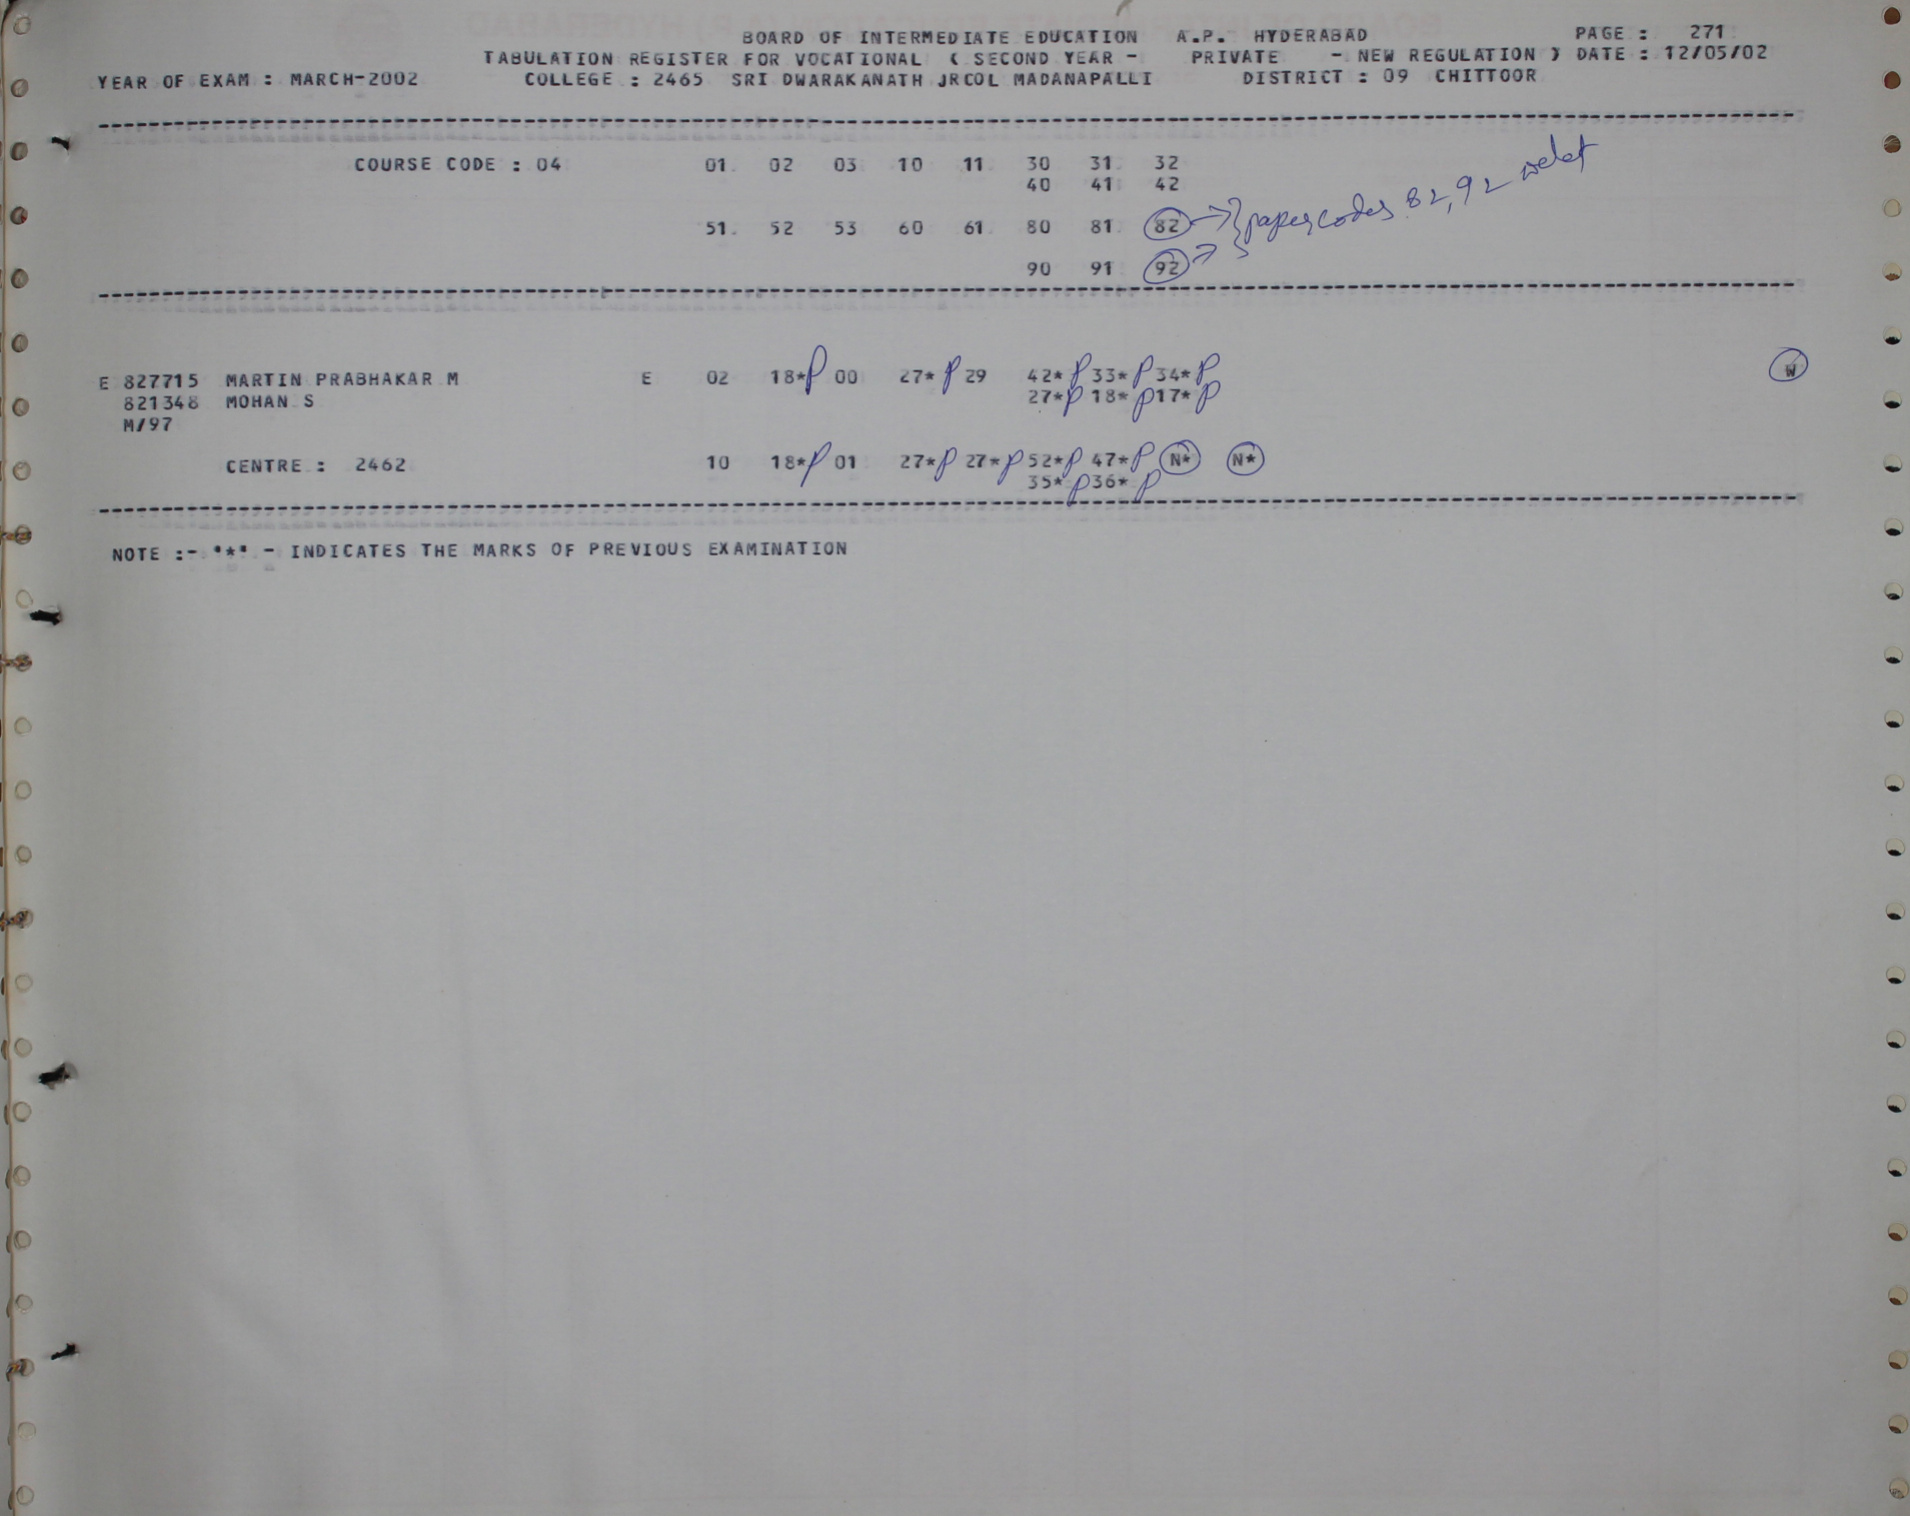 BOARD OF INTERMEDIATE EDUCATION A.P. HYDERABAD PAGE : 271
TABULATION REGISTER FOR VOCATIONAL ( SECOND YEAR - PRIVATE - NEW REGULATION ) DATE : 12/05/02
YEAR OF EXAM : MARCH-2002 COLLEGE : 2465 SRI DWARAKANATH JRCOL MADANAPALLI DISTRICT : 09 CHITTOOR
COURSE CODE : 04 01 02 03 10 11 30 31 32
40 41 42
51 52 53 60 61 80 81 82 paper codes 82, 92
90 91 92
E 827715 MARTIN PRABHAKAR M E 02 18* P 00 27* P 29 42* P 33* P 34* P W
821348 MOHAN S 27* P 18* P 17* P
M/97
CENTRE : 2462 10 18* P 01 27* P 27* P 52* P 47* P N* N*
35* P 36* P
NOTE :- "*" - INDICATES THE MARKS OF PREVIOUS EXAMINATION